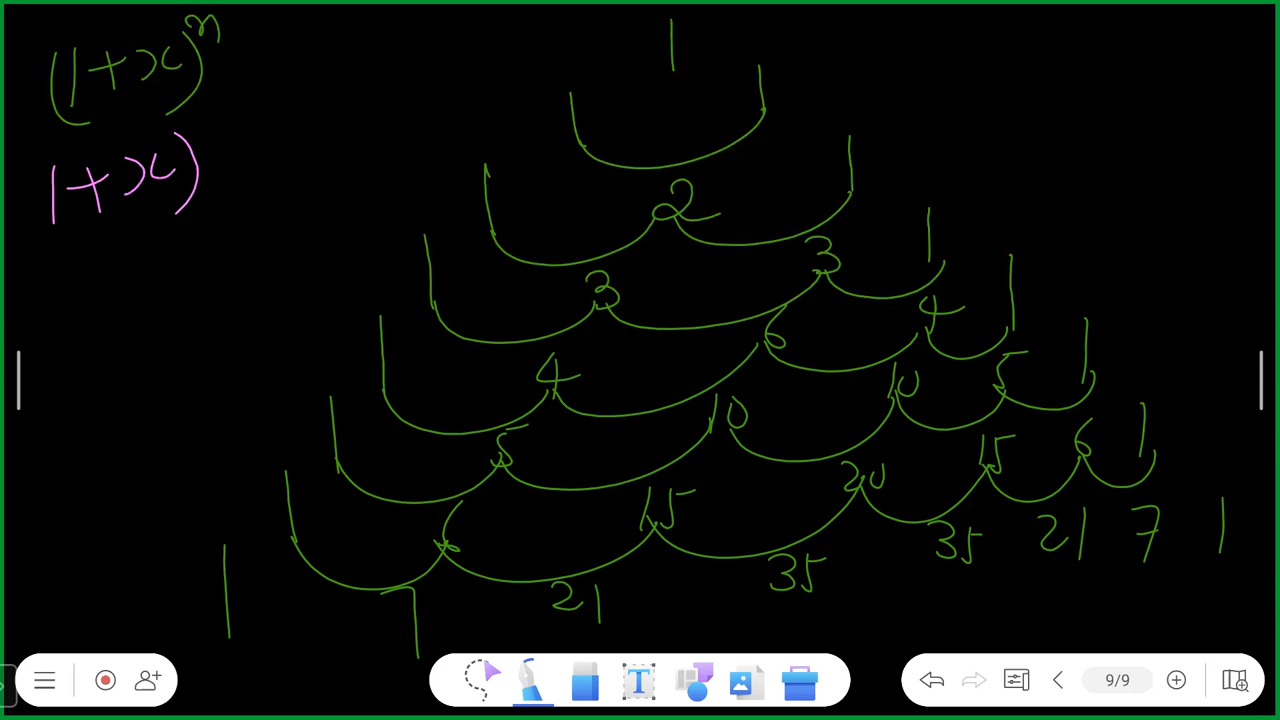 (1+x)^n
1+x)
1
1 1
1 2 1
1 3 3 1
1 4 6 4 1
1 5 10 10 5 1
1 6 15 20 15 6 1
1 7 21 35 35 21 7 1
T
9/9